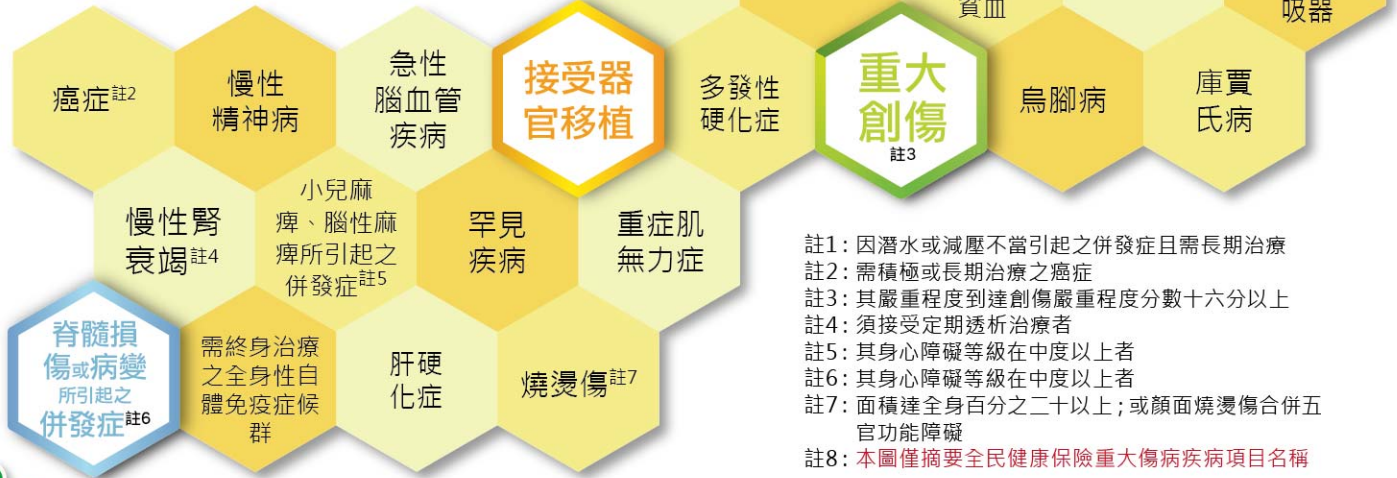 貧血
吸器
癌症註2
慢性
精神病
急性
腦血管
疾病
接受器
官移植
多發性
硬化症
重大
創傷
註3
烏腳病
庫賈
氏病
慢性腎
衰竭註4
小兒麻
痺、腦性麻
痺所引起之
併發症註5
罕見
疾病
重症肌
無力症
脊髓損
傷或病變
所引起之
併發症註6
需終身治療
之全身性自
體免疫症候
群
肝硬
化症
燒燙傷註7
註1：因潛水或減壓不當引起之併發症且需長期治療
註2：需積極或長期治療之癌症
註3：其嚴重程度到達創傷嚴重程度分數十六分以上
註4：須接受定期透析治療者
註5：其身心障礙等級在中度以上者
註6：其身心障礙等級在中度以上者
註7：面積達全身百分之二十以上；或顏面燒燙傷合併五
官功能障礙
註8：本圖僅摘要全民健康保險重大傷病疾病項目名稱